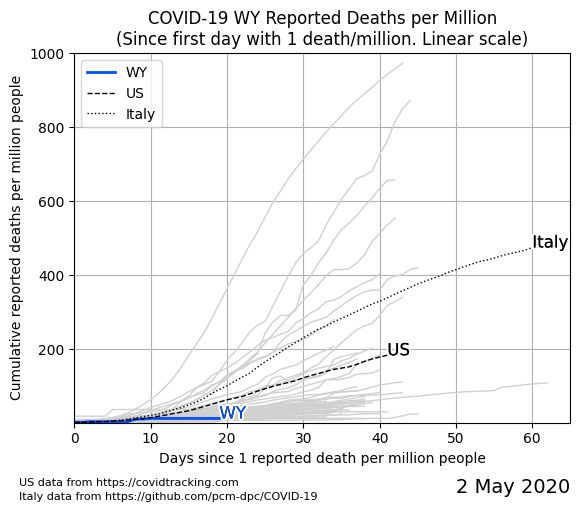 COVID-19 WY Reported Deaths per Million
(Since first day with 1 death/million. Linear scale)
Cumulative reported deaths per million people
1000
800
600
400
200
WY
US
Italy
Italy
US
WY
0
10
20
30
40
50
60
Days since 1 reported death per million people
US data from https://covidtracking.com
Italy data from https://github.com/pcm-dpc/COVID-19
2 May 2020